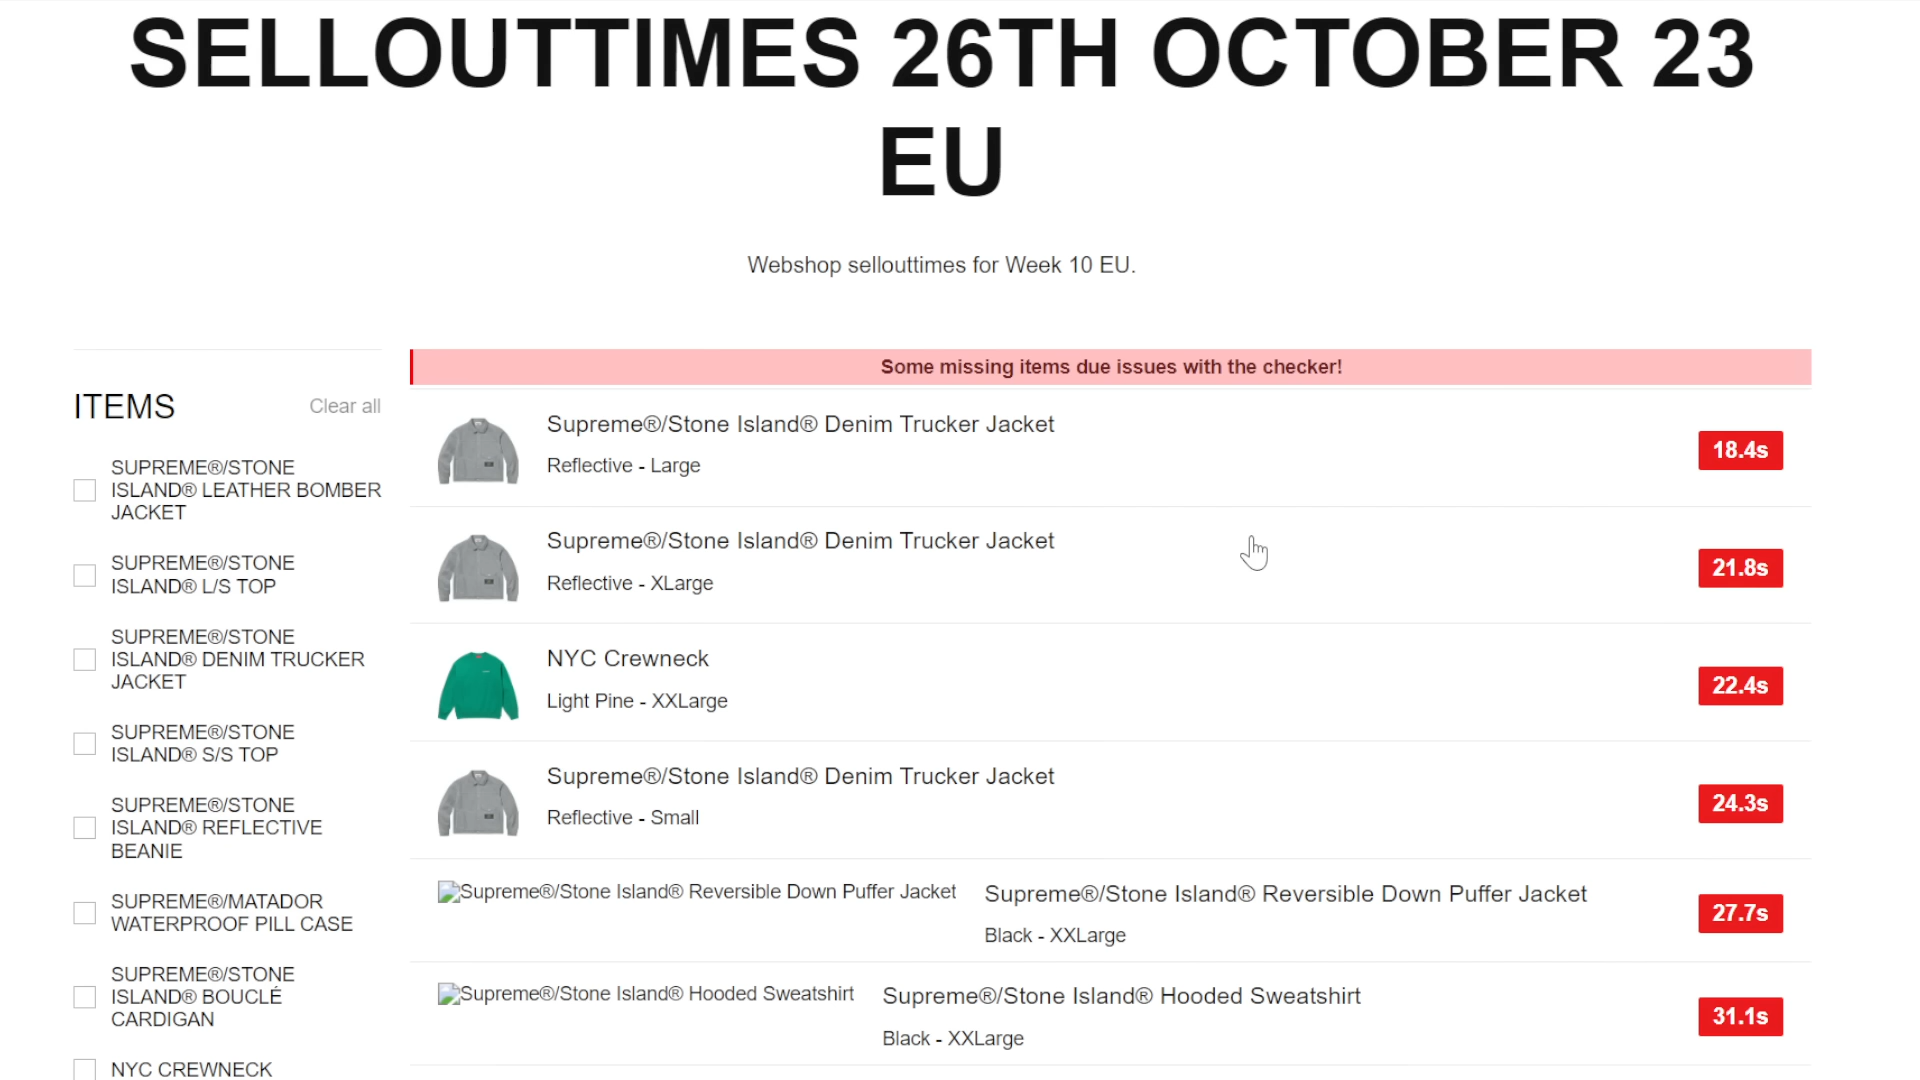 SELLOUTTIMES 26TH OCTOBER 23
EU
Webshop sellouttimes for Week 10 EU.
ITEMS
Clear all
SUPREME®/STONE
ISLAND® LEATHER BOMBER
JACKET
SUPREME®/STONE
ISLAND® L/S TOP
SUPREME®/STONE
ISLAND® DENIM TRUCKER
JACKET
SUPREME®/STONE
ISLAND® S/S TOP
SUPREME®/STONE
ISLAND® REFLECTIVE
BEANIE
SUPREME®/MATADOR
WATERPROOF PILL CASE
SUPREME®/STONE
ISLAND® BOUCLÉ
CARDIGAN
NYC CREWNECK
Some missing items due issues with the checker!
Supreme®/Stone Island® Denim Trucker Jacket
Reflective - Large
18.4s
Supreme®/Stone Island® Denim Trucker Jacket
Reflective - XLarge
21.8s
NYC Crewneck
Light Pine - XXLarge
22.4s
Supreme®/Stone Island® Denim Trucker Jacket
Reflective - Small
24.3s
Supreme®/Stone Island® Reversible Down Puffer Jacket
Supreme®/Stone Island® Reversible Down Puffer Jacket
Black - XXLarge
27.7s
Supreme®/Stone Island® Hooded Sweatshirt
Supreme®/Stone Island® Hooded Sweatshirt
Black - XXLarge
31.1s